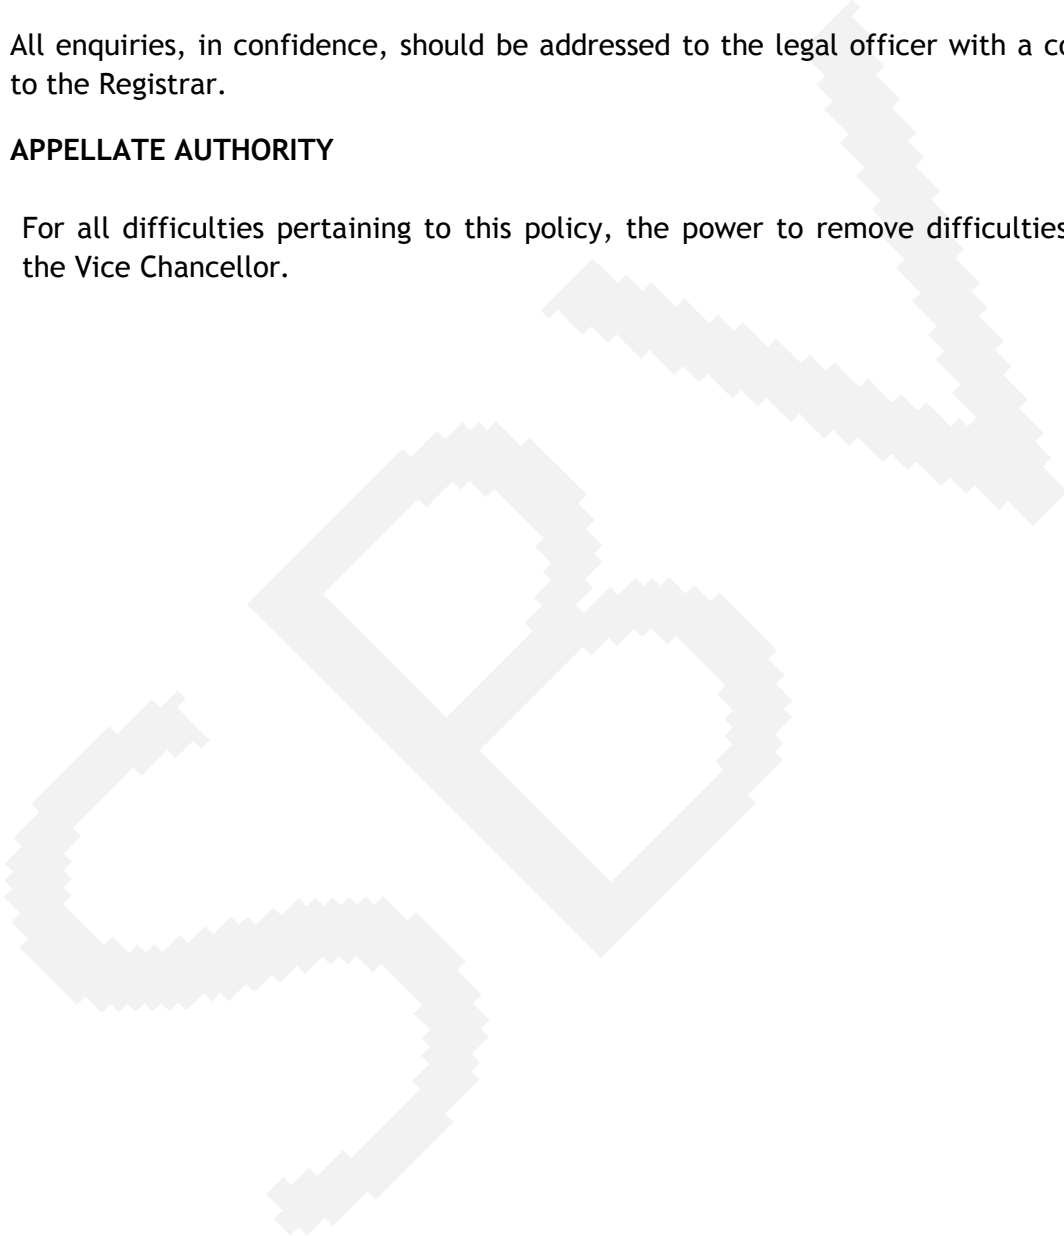 All enquiries, in confidence, should be addressed to the legal officer with a
to the Registrar.
APPELLATE AUTHORITY
For all difficulties pertaining to this policy, the power to remove difficulties
the Vice Chancellor.
SBV